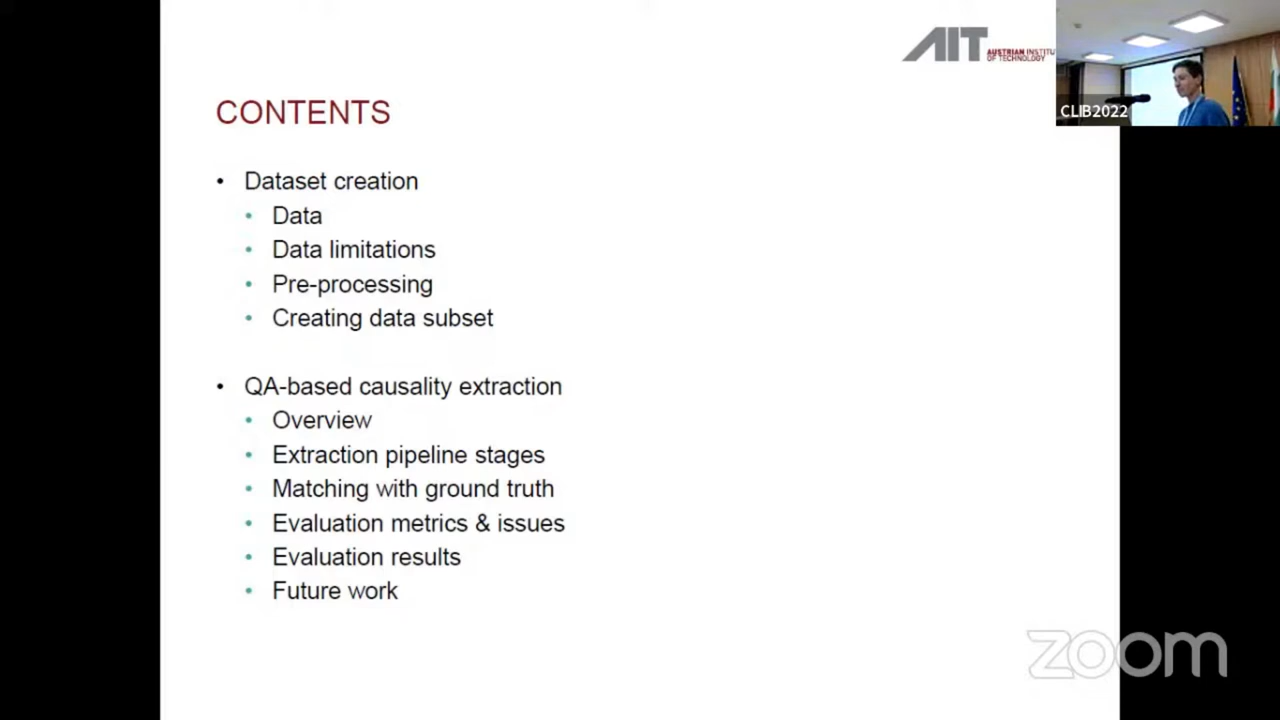 AIT AUSTRIAN INSTITU
OF TECHNOLOGY
CLIB2022
CONTENTS
• Dataset creation
• Data
• Data limitations
• Pre-processing
• Creating data subset
• QA-based causality extraction
• Overview
• Extraction pipeline stages
• Matching with ground truth
• Evaluation metrics & issues
• Evaluation results
• Future work
zoom